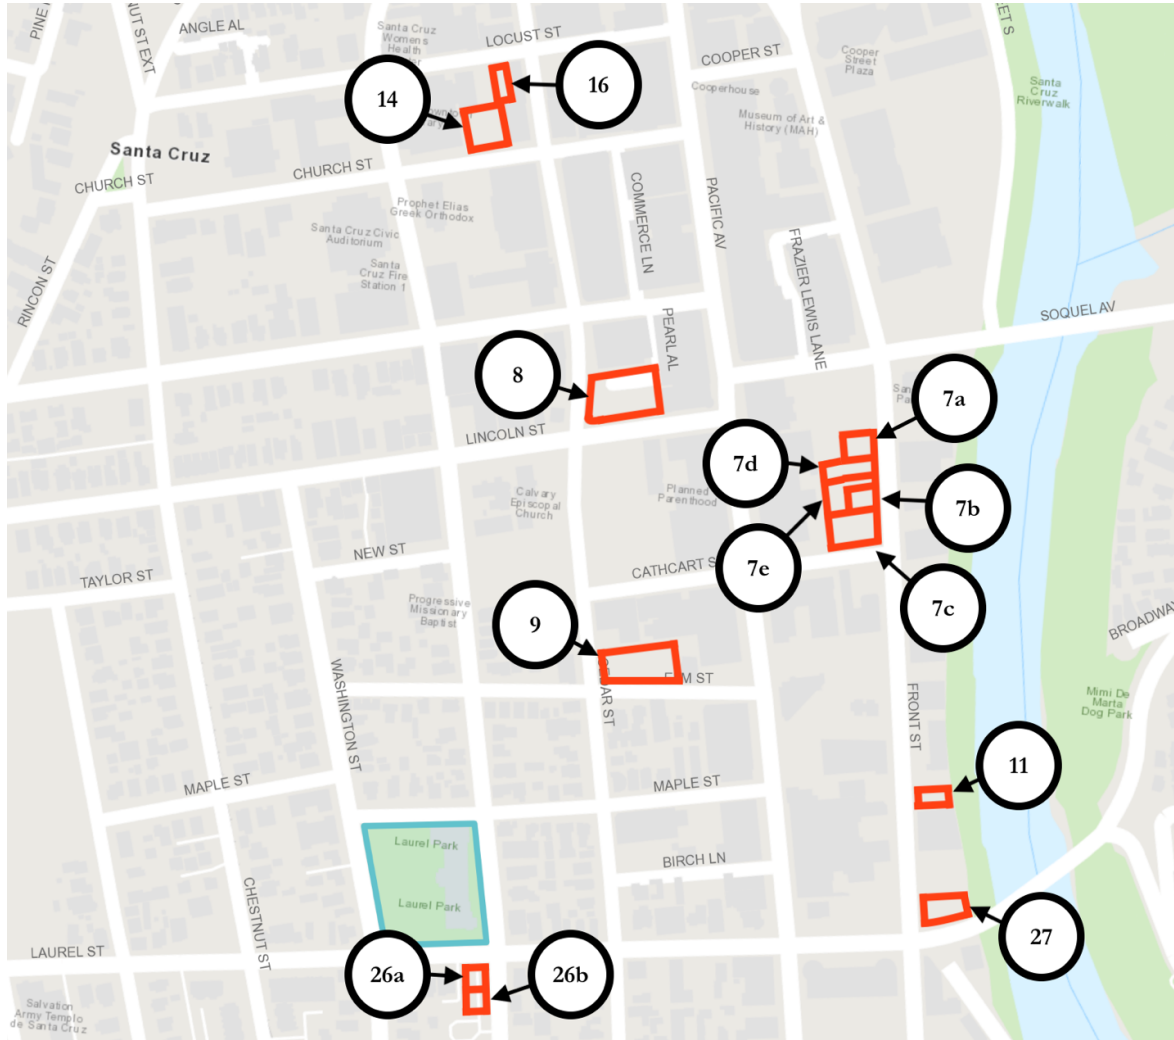 PINE
NUT ST EXT
ANGLE AL
Santa Cruz
Womens
Health
LOCUST ST
COOPER ST
Cooper
Street
Plaza
Cooperhouse
Museum of Art &
History (MAH)
Santa
Cruz
Riverwalk
14
16
Santa Cruz
CHURCH ST
CHURCH ST
Prophet Elias
Greek Orthodox
Santa Cruz Civic
Auditorium
Santa
Cruz Fire
Station 1
COMMERCE LN
PACIFIC AV
FRAZIER LEWIS LANE
RINCON ST
SOQUEL AV
PEARL AL
8
LINCOLN ST
7a
7d
7b
7e
7c
Calvary
Episcopal
Church
Planned
Parenthood
NEW ST
TAYLOR ST
CATHCART S
Progressive
Missionary
Baptist
9
BROADWAY
WASHINGTON ST
M ST
AR ST
FRONT ST
Mimi De
Marta
Dog Park
11
MAPLE ST
MAPLE ST
Laurel Park
Laurel Park
BIRCH LN
CHESTNUT ST
LAUREL ST
27
26a
26b
Salvation
Army Templo
de Santa Cruz